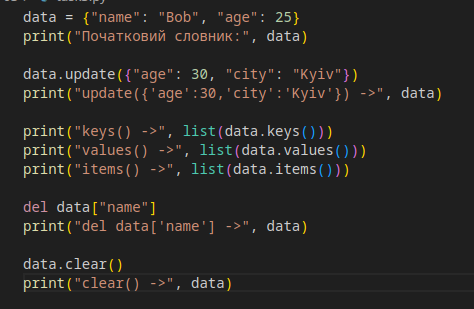 data = {"name": "Bob", "age": 25}
print("Початковий словник:", data)
data.update({"age": 30, "city": "Kyiv"})
print("update({'age':30,'city':'Kyiv'}) ->", data)
print("keys() ->", list(data.keys()))
print("values() ->", list(data.values()))
print("items() ->", list(data.items()))
del data["name"]
print("del data['name'] ->", data)
data.clear()
print("clear() ->", data)